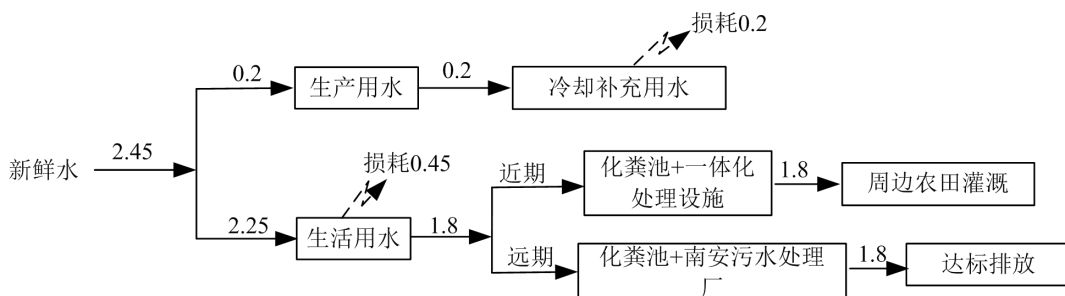 损耗0.2
0.2
生产用水
0.2
冷却补充用水
新鲜水
2.45
损耗0.45
近期
化粪池+一体化
处理设施
1.8
周边农田灌溉
2.25
生活用水
1.8
远期
化粪池+南安污水处理
厂
1.8
达标排放